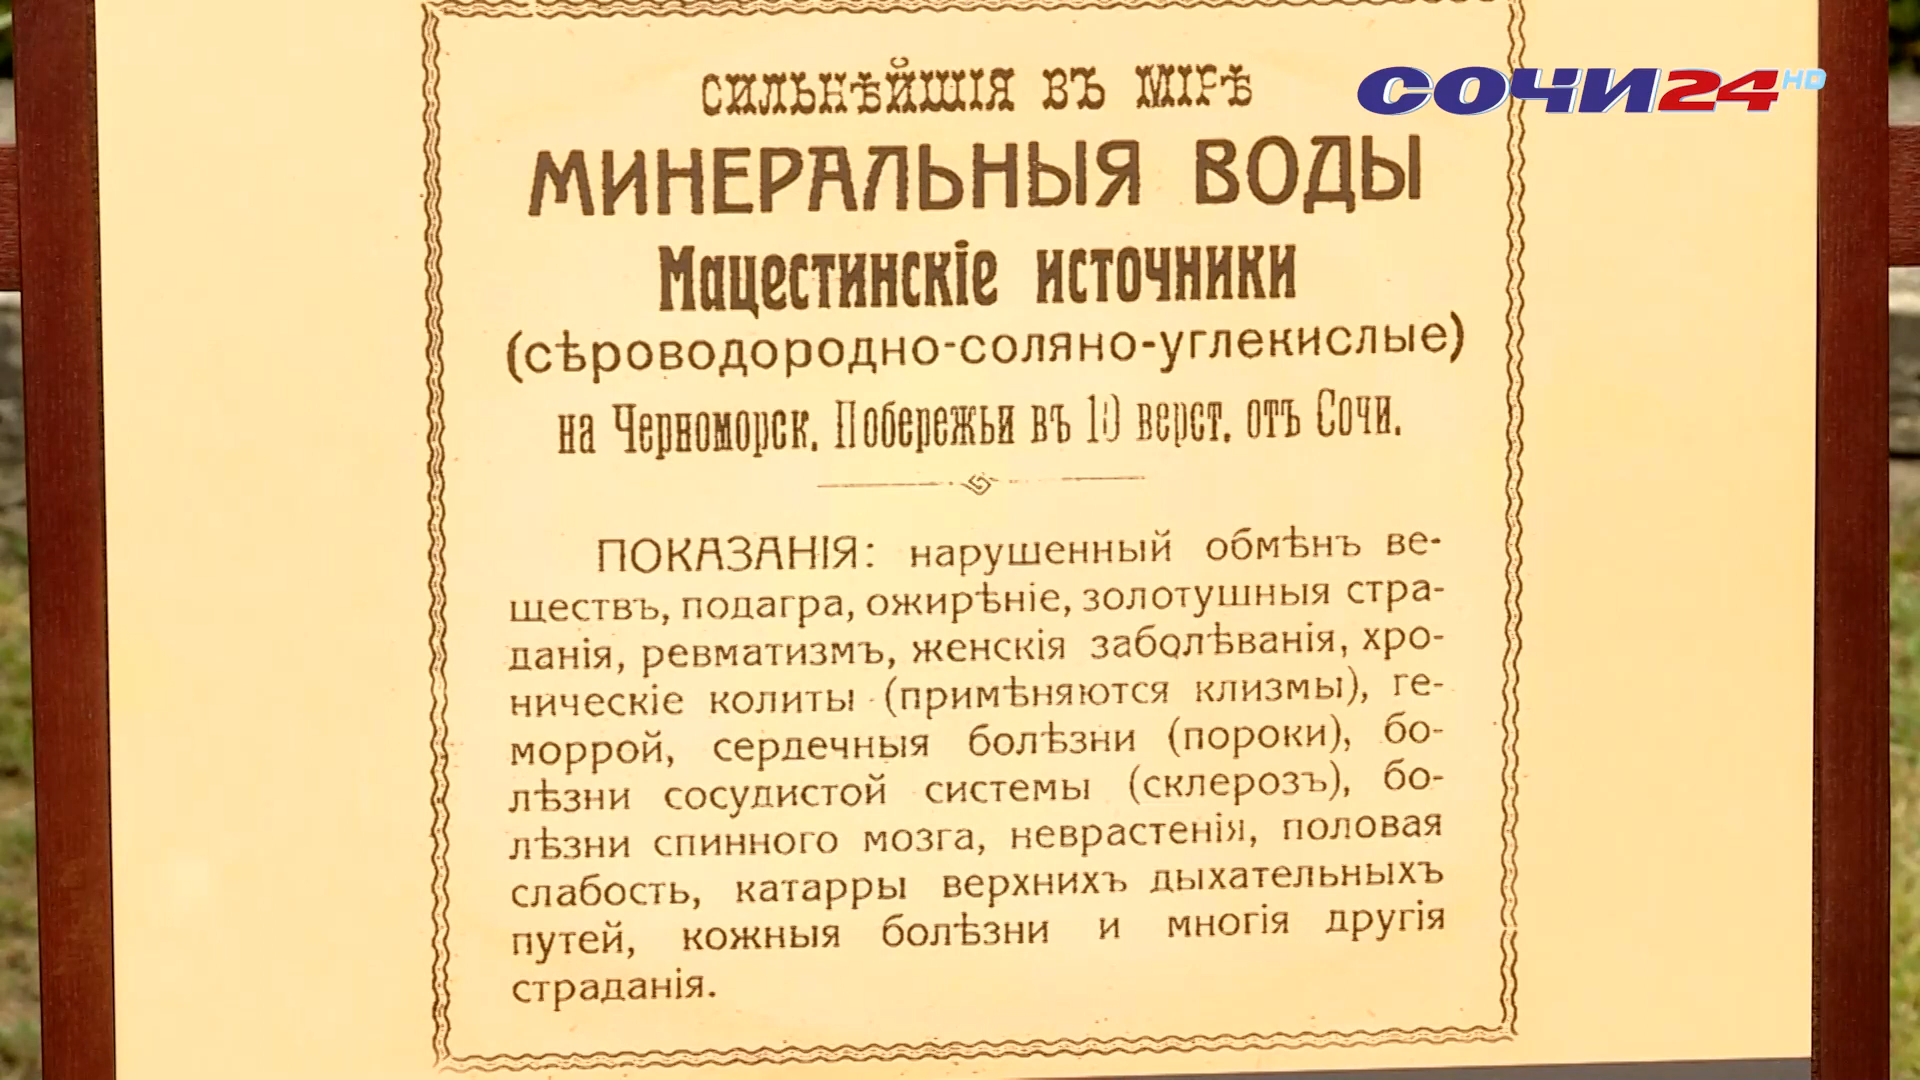 СИЛЬНѢЙШІЯ ВЪ МІРѢ
СОЧИ24HD
МИНЕРАЛЬНЫЯ ВОДЫ
Мацестинскіе источники
(сѣроводородно-соляно-углекислые)
на Черноморск. Побережьи въ 10 верст. отъ Сочи.
ПОКАЗАНІЯ: нарушенный обмѣнъ ве-
ществъ, подагра, ожирѣніе, золотушныя стра-
данія, ревматизмъ, женскія заболѣванія, хро-
ническіе колиты (примѣняются клизмы), ге-
моррой, сердечныя болѣзни (пороки), бо-
лѣзни сосудистой системы (склерозъ), бо-
лѣзни спинного мозга, неврастенія, половая
слабость, катарры верхнихъ дыхательныхъ
путей, кожныя болѣзни и многія другія
страданія.